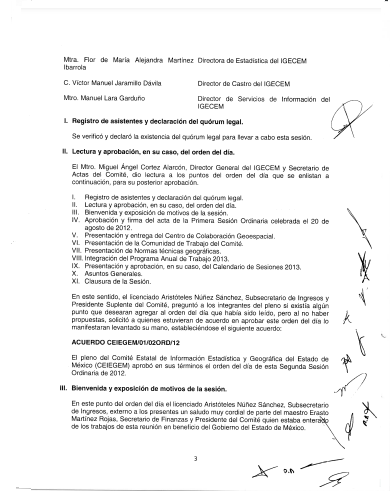 Mtra. Flor de María Alejandra Martínez Directora de Estadística del IGECEM
Ibarrola
C. Víctor Manuel Jaramillo Dávila Director de Castro del IGECEM
Mtro. Manuel Lara Garduño Director de Servicios de Información del
IGECEM
I. Registro de asistentes y declaración del quórum legal.
Se verificó y declaró la existencia del quórum legal para llevar a cabo esta sesión.
II. Lectura y aprobación, en su caso, del orden del día.
El Mtro. Miguel Ángel Cortez Alarcón, Director General del IGECEM y Secretario de
Actas del Comité, dio lectura a los puntos del orden del día que se enlistan a
continuación, para su posterior aprobación.
I. Registro de asistentes y declaración del quórum legal.
II. Lectura y aprobación, en su caso, del orden del día.
III. Bienvenida y exposición de motivos de la sesión.
IV. Aprobación y firma del acta de la Primera Sesión Ordinaria celebrada el 20 de
agosto de 2012.
V. Presentación y entrega del Centro de Colaboración Geoespacial.
VI. Presentación de la Comunidad de Trabajo del Comité.
VII. Presentación de Normas técnicas geográficas.
VIII. Integración del Programa Anual de Trabajo 2013.
IX. Presentación y aprobación, en su caso, del Calendario de Sesiones 2013.
X. Asuntos Generales.
XI. Clausura de la Sesión.
En este sentido, el licenciado Aristóteles Núñez Sánchez, Subsecretario de Ingresos y
Presidente Suplente del Comité, preguntó a los integrantes del pleno si existía algún
punto que desearan agregar al orden del día que había sido leído, pero al no haber
propuestas, solicitó a quienes estuvieran de acuerdo en aprobar este orden del día lo
manifestaran levantado su mano, estableciéndose el siguiente acuerdo:
ACUERDO CEIEGEM/01/02ORD/12
El pleno del Comité Estatal de Información Estadística y Geográfica del Estado de
México (CEIEGEM) aprobó en sus términos el orden del día de esta Segunda Sesión
Ordinaria de 2012.
III. Bienvenida y exposición de motivos de la sesión.
En este punto del orden del día el licenciado Aristóteles Núñez Sánchez, Subsecretario
de Ingresos, externo a los presentes un saludo muy cordial de parte del maestro Erasto
Martínez Rojas, Secretario de Finanzas y Presidente del Comité quien estaba enterado
de los trabajos de esta reunión en beneficio del Gobierno del Estado de México.
3